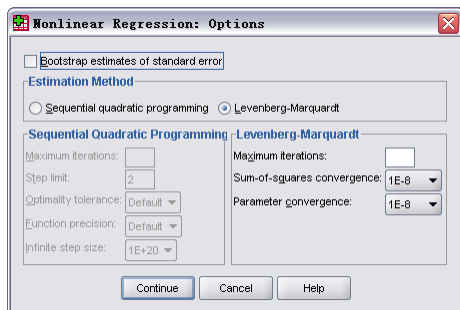 Nonlinear Regression: Options
Bootstrap estimates of standard error
Estimation Method
Sequential quadratic programming
Levenberg-Marquardt
Sequential Quadratic Programming
Maximum iterations:
Step limit: 2
Optimality tolerance: Default
Function precision: Default
Infinite step size: 1E+20
Levenberg-Marquardt
Maximum iterations:
Sum-of-squares convergence: 1E-8
Parameter convergence: 1E-8
Continue
Cancel
Help